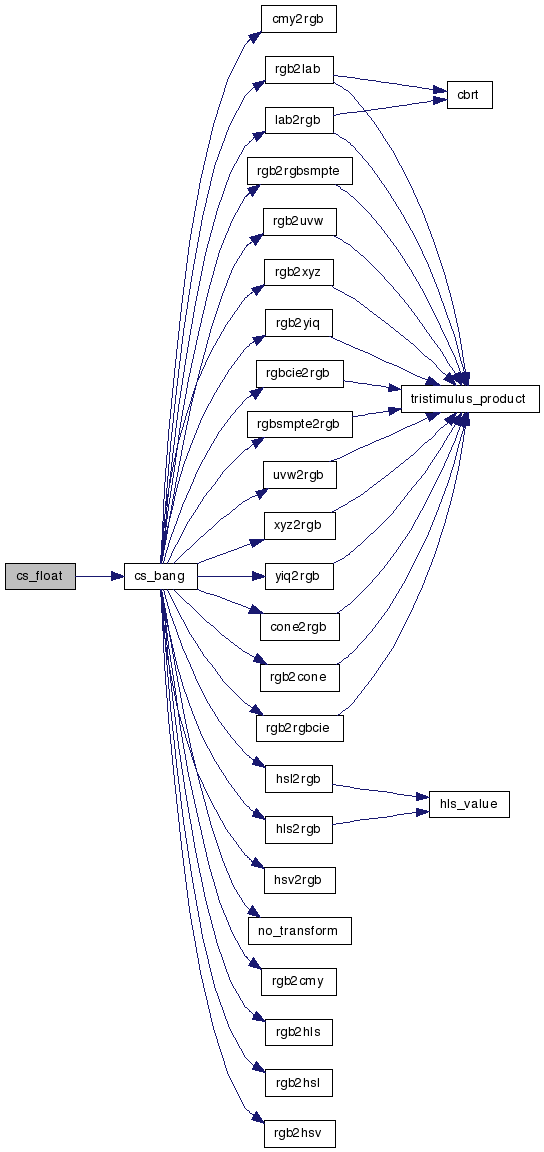 cmy2rgb
rgb2lab
cbrt
lab2rgb
rgb2rgbsmpte
rgb2uvw
rgb2xyz
rgb2yiq
rgbcie2rgb
tristimulus_product
rgbsmpte2rgb
uvw2rgb
xyz2rgb
cs_float
cs_bang
yiq2rgb
cone2rgb
rgb2cone
rgb2rgbcie
hsl2rgb
hls_value
hls2rgb
hsv2rgb
no_transform
rgb2cmy
rgb2hls
rgb2hsl
rgb2hsv